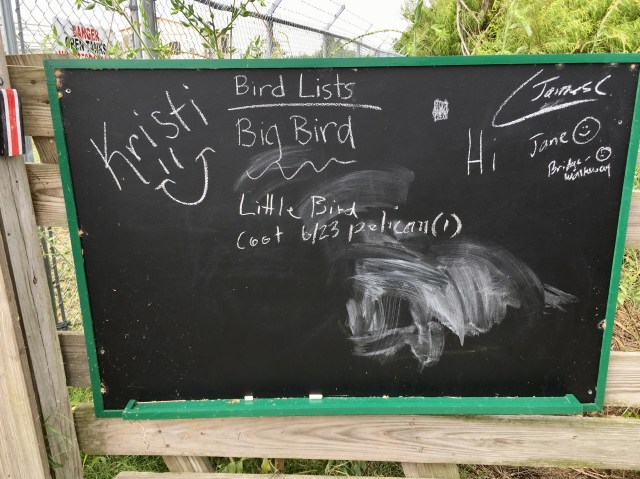 DANGER
OPEN TANKS
Bird Lists
Big Bird
Little Bird
Coot 6/23 pelican (1)
Kristi
James C.
Hi Jane
Bridge-
walkway